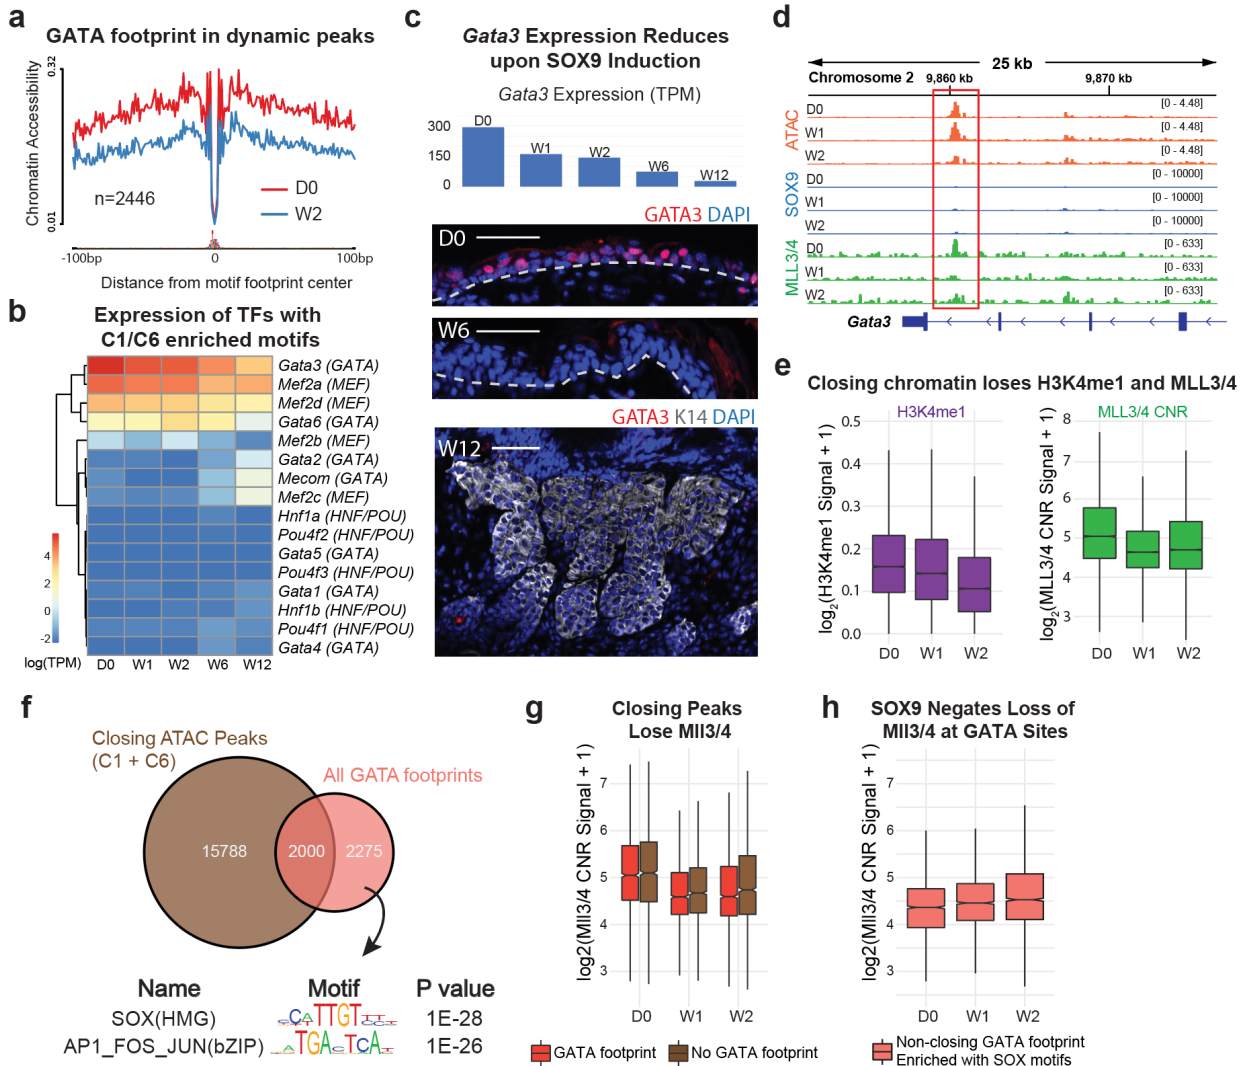 a
GATA footprint in dynamic peaks
Chromatin Accessibility
0.32
0.01
n=2446
D0
W2
-100bp
0
100bp
Distance from motif footprint center
b
Expression of TFs with
C1/C6 enriched motifs
Gata3 (GATA)
Mef2a (MEF)
Mef2d (MEF)
Gata6 (GATA)
Mef2b (MEF)
Gata2 (GATA)
Mecom (GATA)
Mef2c (MEF)
Hnf1a (HNF/POU)
Pou4f2 (HNF/POU)
Gata5 (GATA)
Pou4f3 (HNF/POU)
Gata1 (GATA)
Hnf1b (HNF/POU)
Pou4f1 (HNF/POU)
Gata4 (GATA)
4
2
0
-2
log(TPM)
D0 W1 W2 W6 W12
c
Gata3 Expression Reduces
upon SOX9 Induction
Gata3 Expression (TPM)
300
150
0
D0
W1
W2
W6
W12
GATA3 DAPI
D0
W6
GATA3 K14 DAPI
W12
d
25 kb
Chromosome 2
9,860 kb
9,870 kb
ATAC
D0 [0 - 4.48]
W1 [0 - 4.48]
W2 [0 - 4.48]
SOX9
D0 [0 - 10000]
W1 [0 - 10000]
W2 [0 - 10000]
MLL3/4
D0 [0 - 633]
W1 [0 - 633]
W2 [0 - 633]
Gata3
e
Closing chromatin loses H3K4me1 and MLL3/4
H3K4me1
log2(H3K4me1 Signal + 1)
0.5
0.4
0.3
0.2
0.1
0.0
D0 W1 W2
MLL3/4 CNR
log2(MLL3/4 CNR Signal + 1)
8
7
6
5
4
3
D0 W1 W2
f
Closing ATAC Peaks
(C1 + C6)
All GATA footprints
15788
2000
2275
Name Motif P value
SOX(HMG) CCATTGTTT 1E-28
AP1_FOS_JUN(bZIP) ATGACTCAT 1E-26
g
Closing Peaks
Lose Mll3/4
log2(Mll3/4 CNR Signal + 1)
7
6
5
4
3
D0 W1 W2
GATA footprint
No GATA footprint
h
SOX9 Negates Loss of
Mll3/4 at GATA Sites
log2(Mll3/4 CNR Signal + 1)
7
6
5
4
3
D0 W1 W2
Non-closing GATA footprint
Enriched with SOX motifs